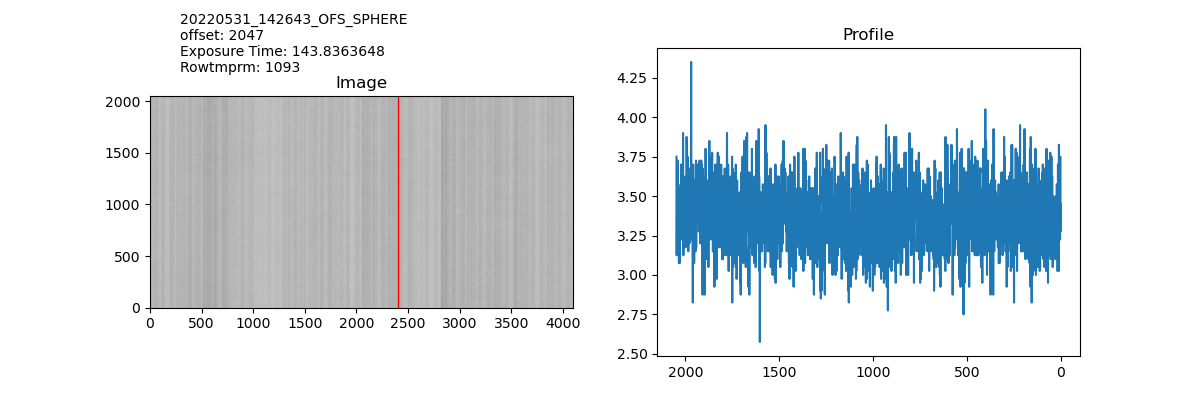 20220531_142643_OFS_SPHERE
offset: 2047
Exposure Time: 143.8363648
Rowtmprm: 1093
Image
2000
1500
1000
500
0
0 500 1000 1500 2000 2500 3000 3500 4000
Profile
4.25
4.00
3.75
3.50
3.25
3.00
2.75
2.50
2000 1500 1000 500 0